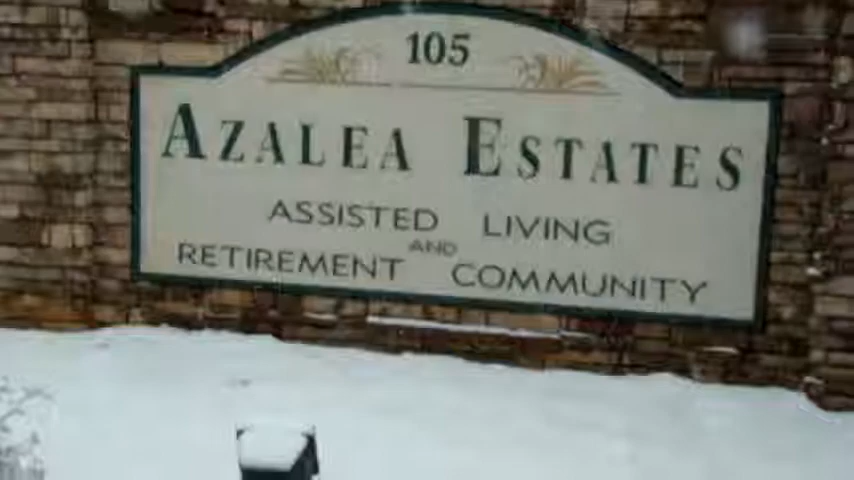 105
AZALEA ESTATES
ASSISTED LIVING
AND
RETIREMENT COMMUNITY